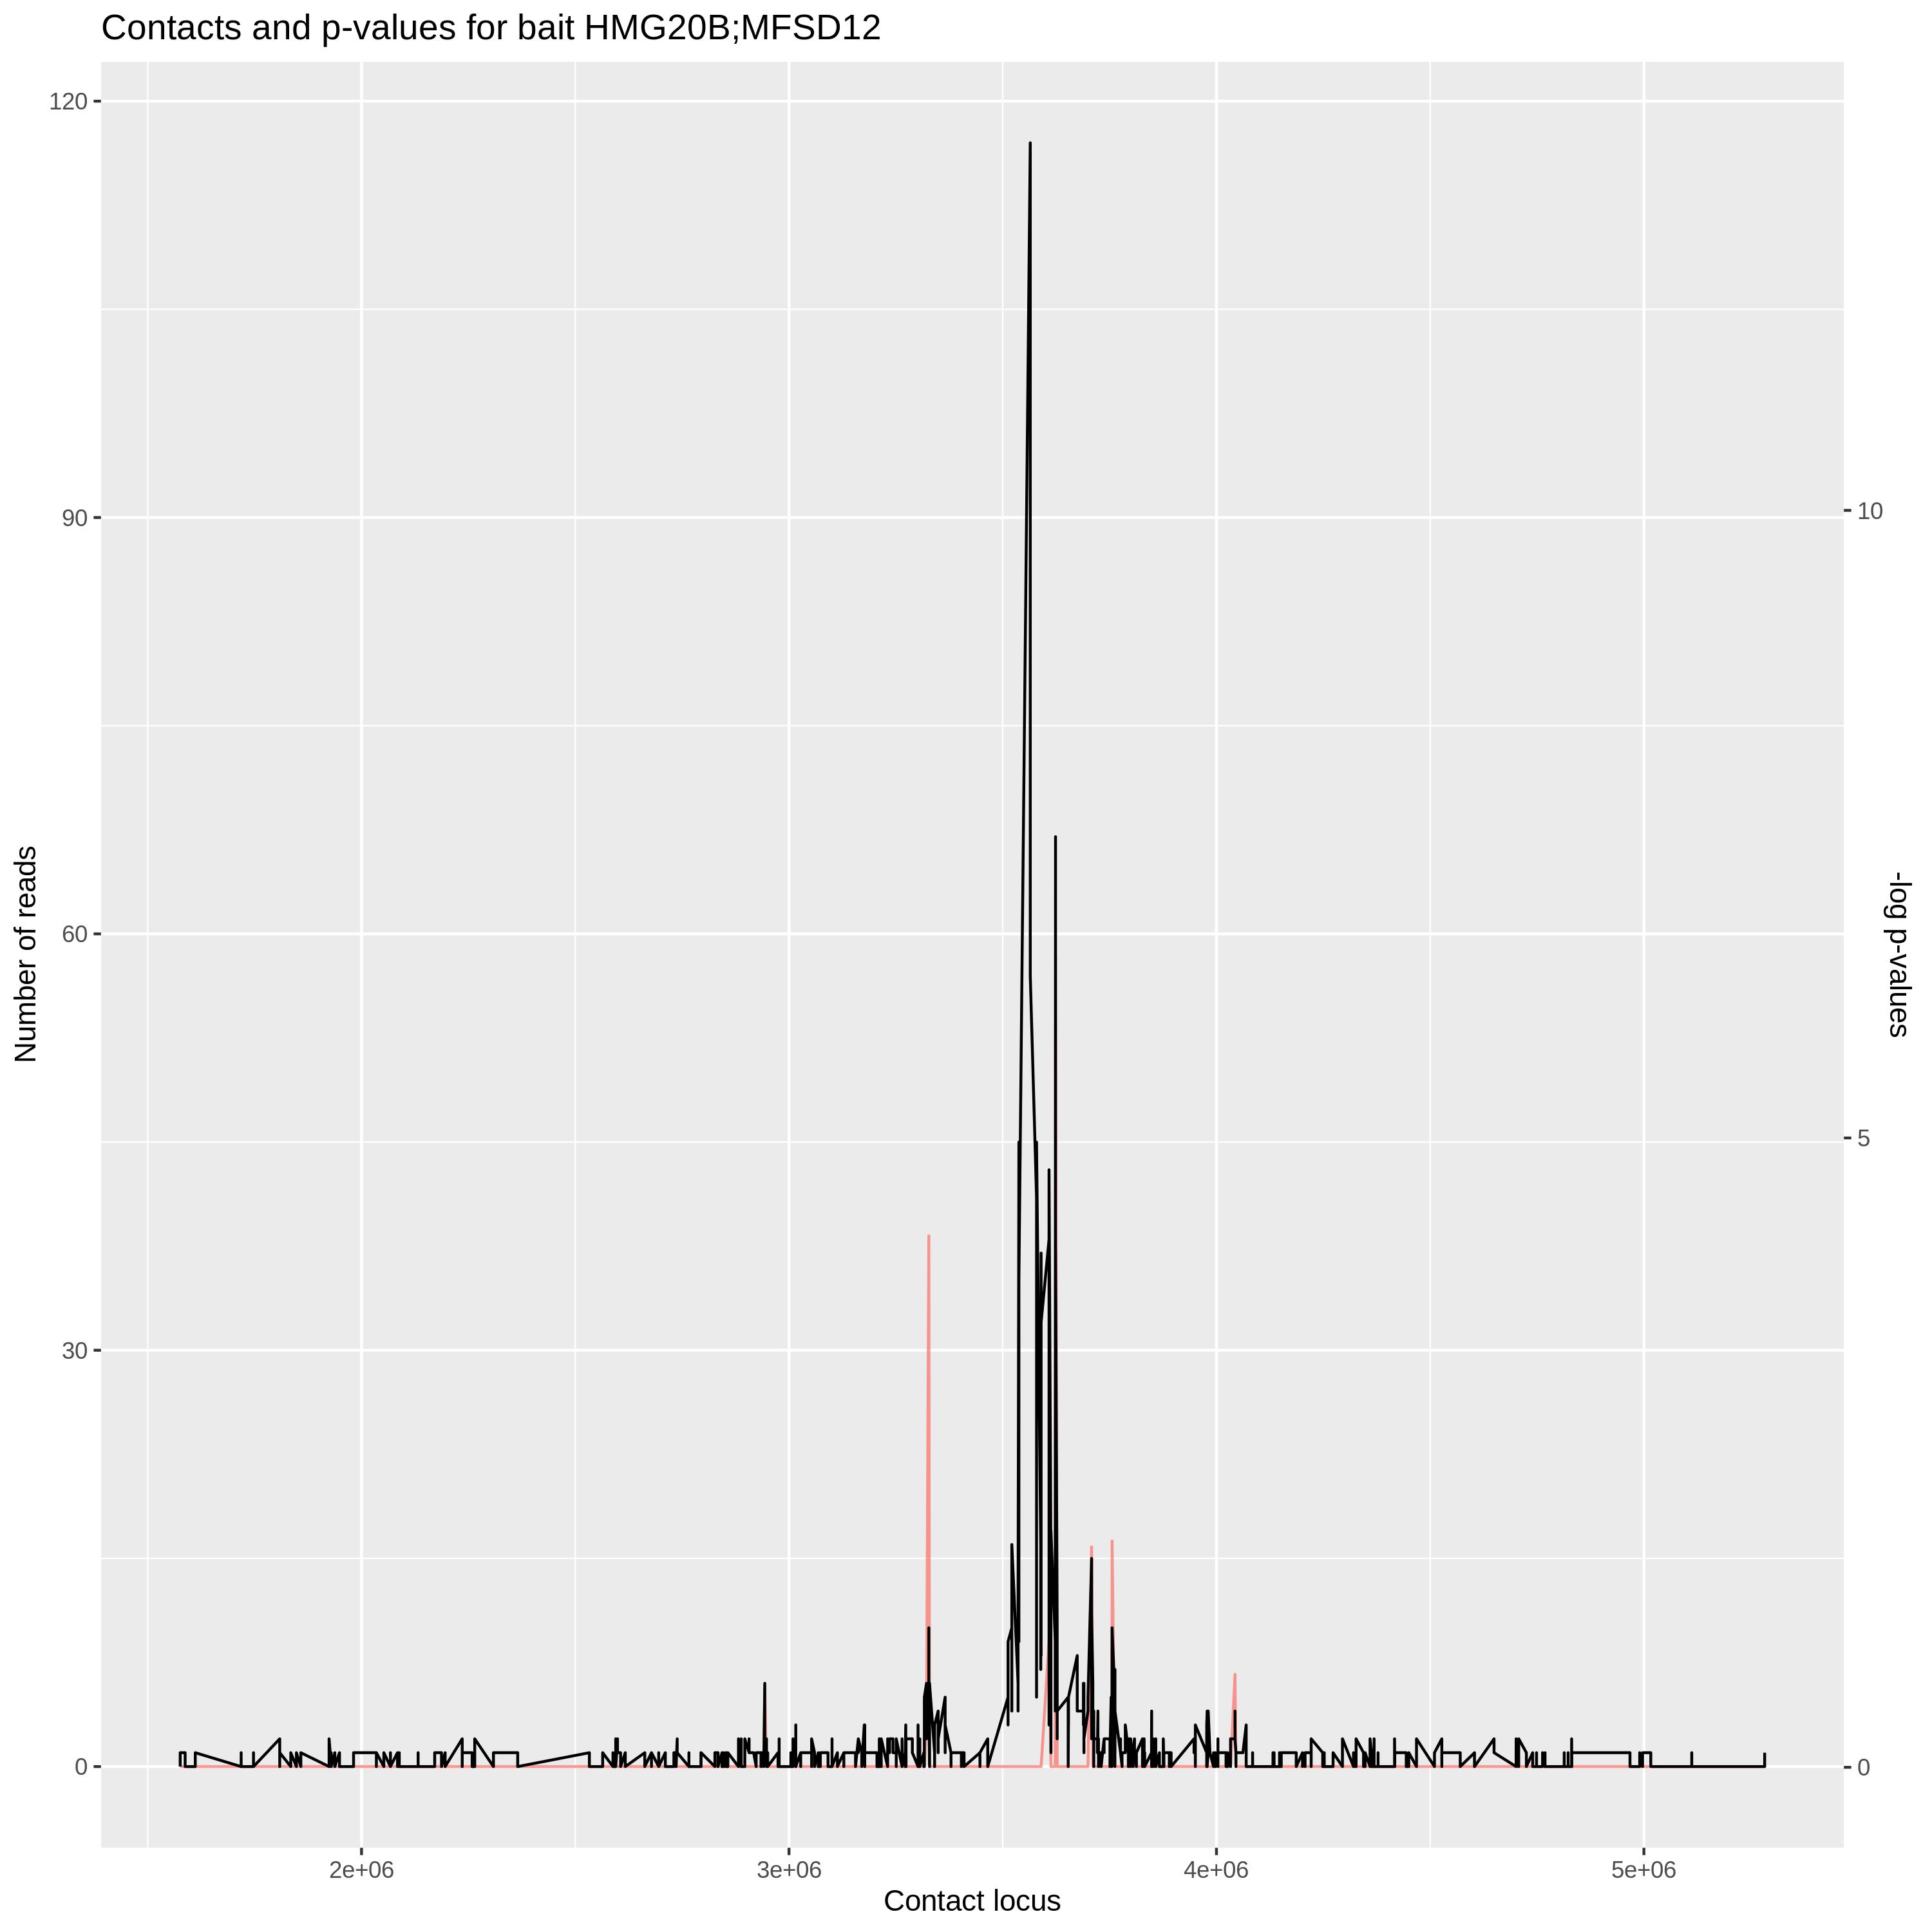 Contacts and p-values for bait HMG20B;MFSD12
120
90
60
30
0
Number of reads
10
5
0
-log p-values
2e+06
3e+06
4e+06
5e+06
Contact locus